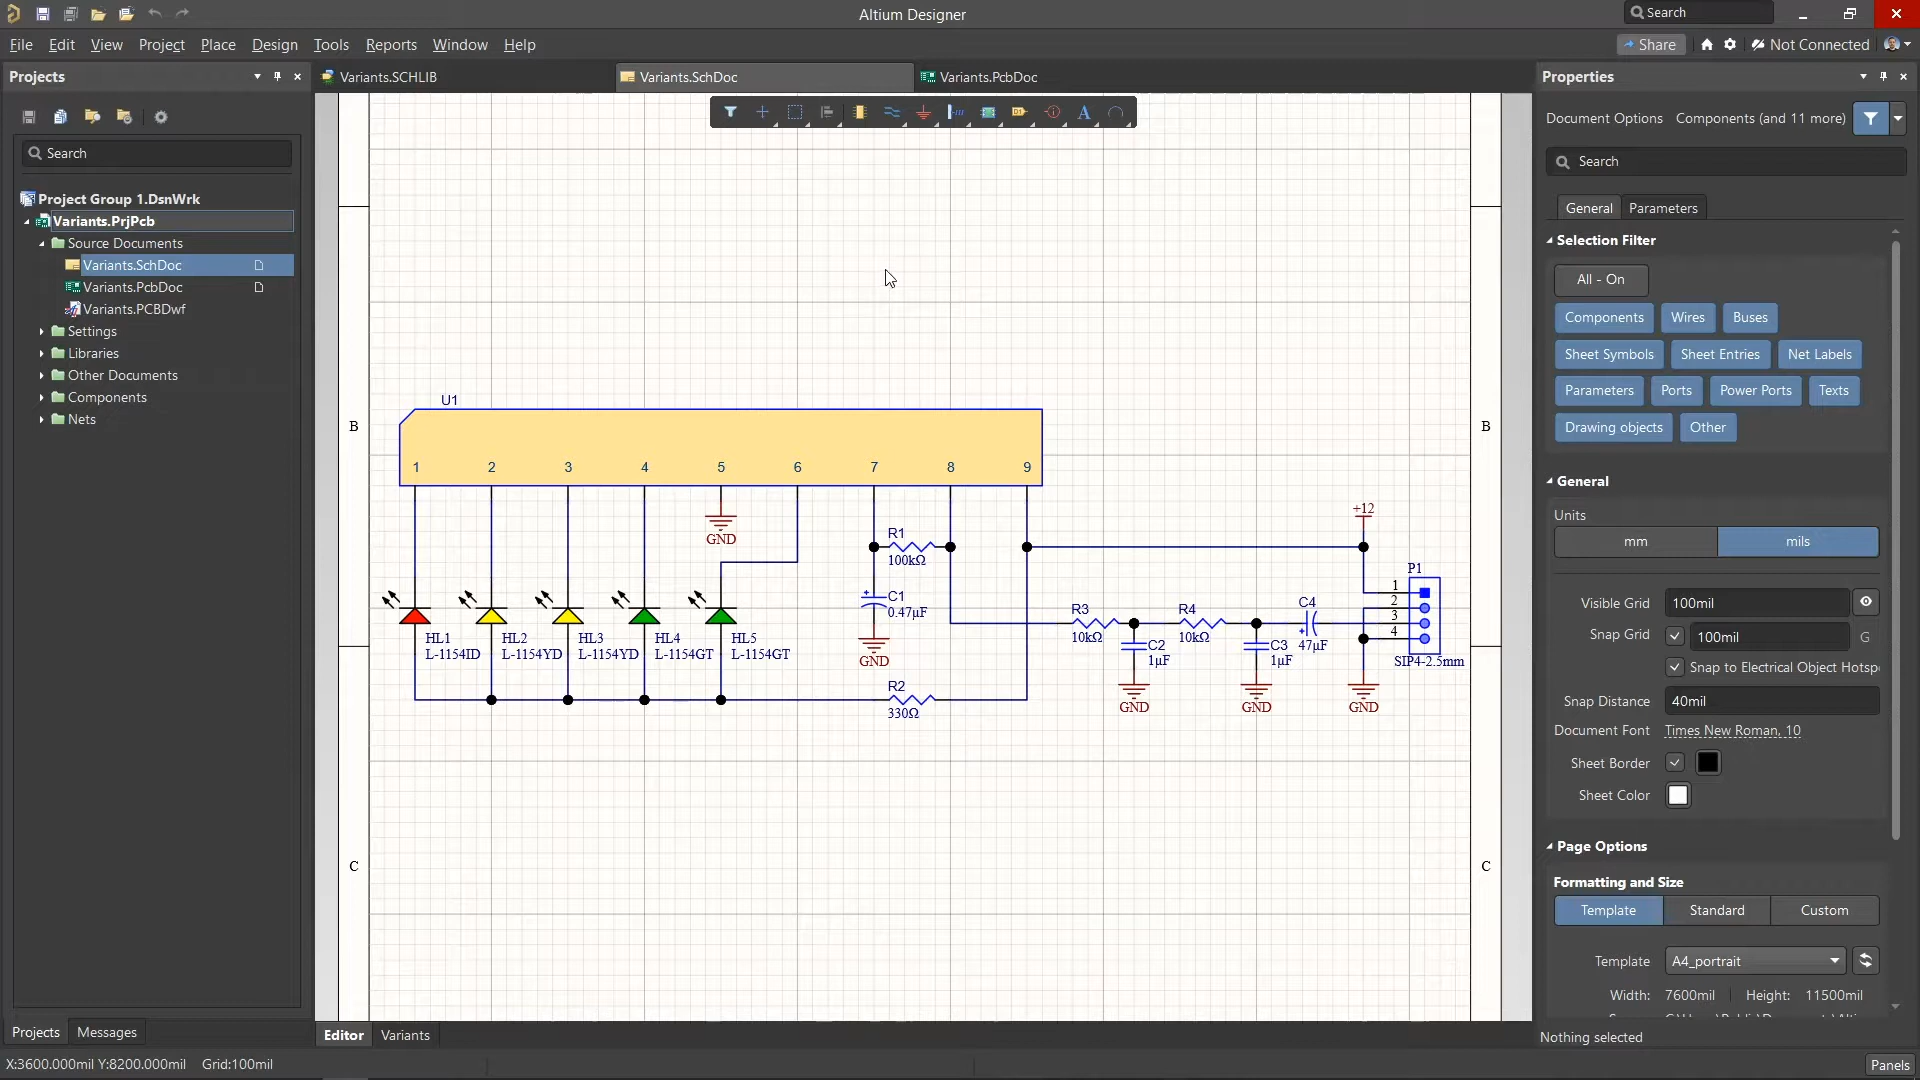 Altium Designer
Search
File Edit View Project Place Design Tools Reports Window Help
Share
Not Connected
Projects
Variants.SCHLIB
Variants.SchDoc
Variants.PcbDoc
Properties
Search
Project Group 1.DsnWrk
Variants.PrjPcb
Source Documents
Variants.SchDoc
Variants.PcbDoc
Variants.PCBDwf
Settings
Libraries
Other Documents
Components
Nets
B
B
C
C
U1
1 2 3 4 5 6 7 8 9
GND
R1
100kΩ
C1
0.47µF
GND
HL1
L-1154ID
HL2
L-1154YD
HL3
L-1154YD
HL4
L-1154GT
HL5
L-1154GT
R2
330Ω
R3
10kΩ
C2
1µF
GND
R4
10kΩ
C3
1µF
GND
C4
47µF
+12
P1
1
2
3
4
SIP4-2.5mm
GND
Document Options Components (and 11 more)
Search
General Parameters
Selection Filter
All - On
Components Wires Buses
Sheet Symbols Sheet Entries Net Labels
Parameters Ports Power Ports Texts
Drawing objects Other
General
Units
mm mils
Visible Grid 100mil
Snap Grid 100mil G
Snap to Electrical Object Hotsp
Snap Distance 40mil
Document Font Times New Roman, 10
Sheet Border
Sheet Color
Page Options
Formatting and Size
Template Standard Custom
Template A4_portrait
Width: 7600mil Height: 11500mil
Nothing selected
Projects Messages
Editor Variants
X:3600.000mil Y:8200.000mil Grid:100mil
Panels